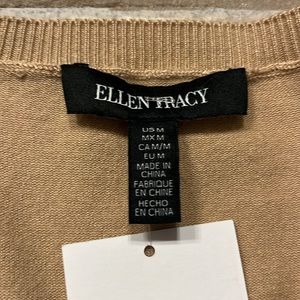 ELLEN TRACY
US M
MX M
CA M/M
EU M
MADE IN
CHINA
FABRIQUE
EN CHINE
HECHO
EN CHINA